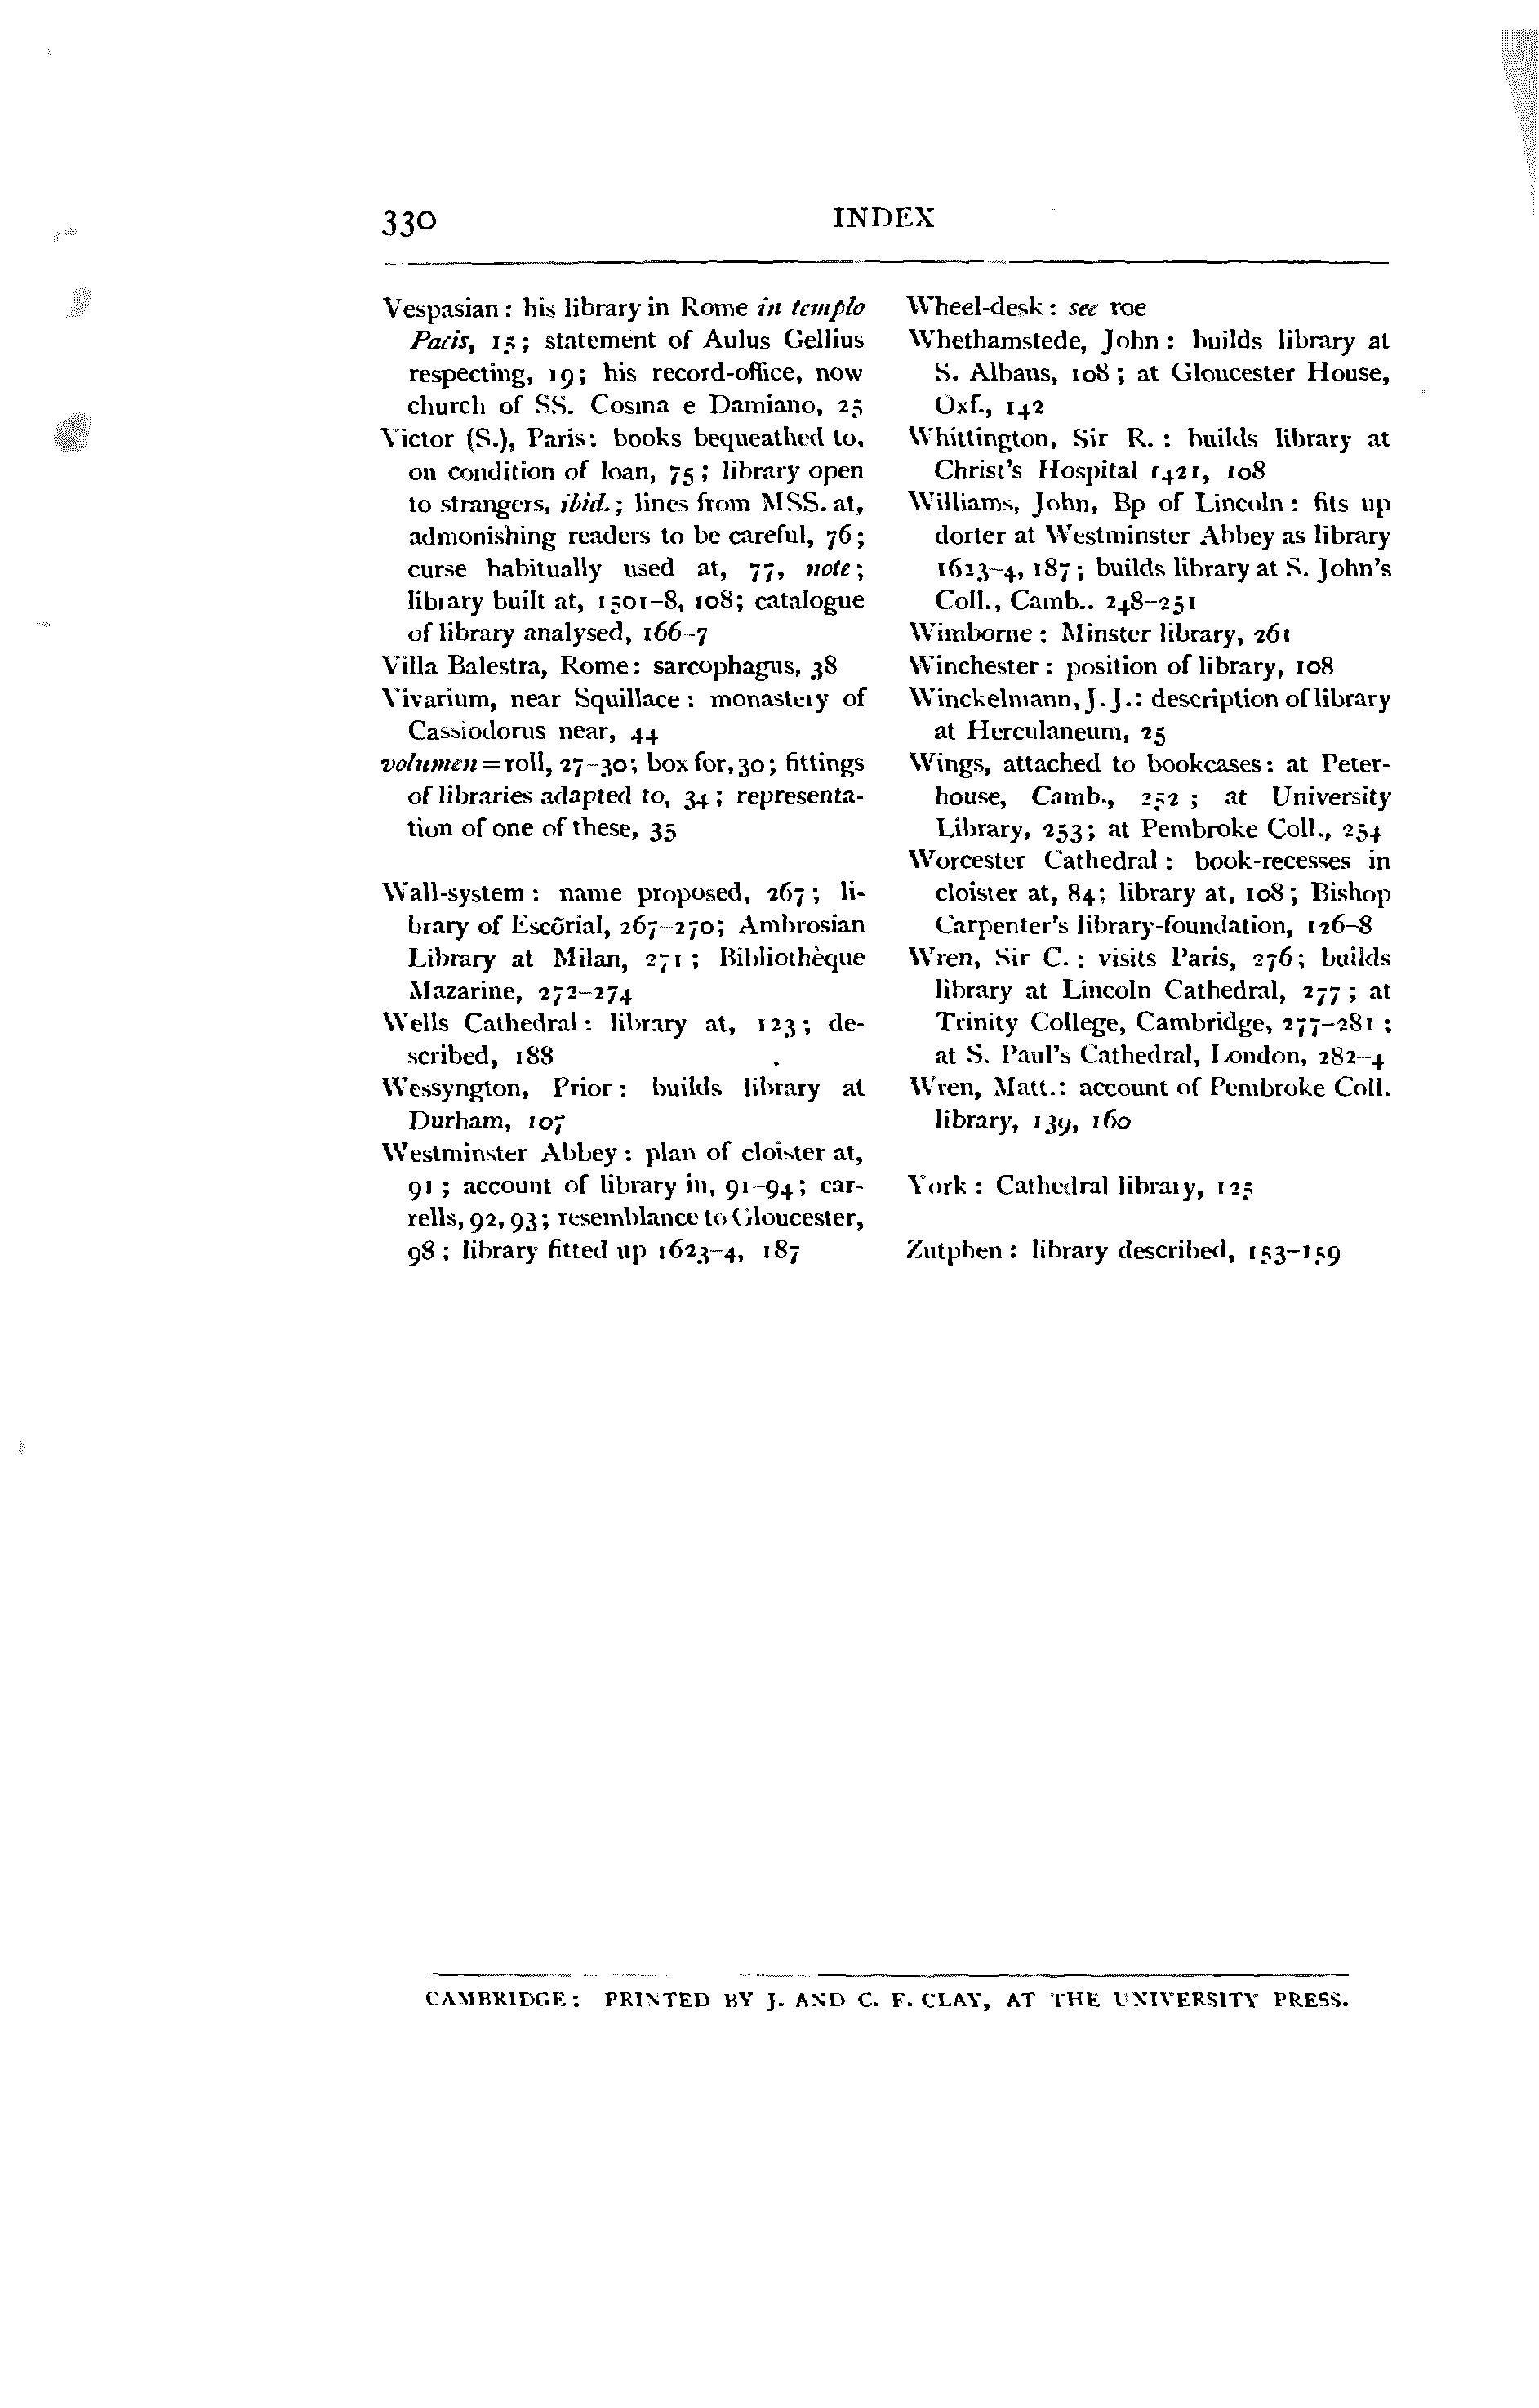 330
INDEX
Vespasian : his library in Rome in templo
Pacis, 15; statement of Aulus Gellius
respecting, 19; his record-office, now
church of SS. Cosma e Damiano, 25
Victor (S.), Paris: books bequeathed to,
on condition of loan, 75; library open
to strangers, ibid.; lines from MSS. at,
admonishing readers to be careful, 76;
curse habitually used at, 77, note;
library built at, 1501–8, 108; catalogue
of library analysed, 166–7
Villa Balestra, Rome: sarcophagus, 38
Vivarium, near Squillace: monastery of
Cassiodorus near, 44
volumen = roll, 27–30; box for, 30; fittings
of libraries adapted to, 34; representa-
tion of one of these, 35
Wall-system : name proposed, 267; li-
brary of Escõrial, 267–270; Ambrosian
Library at Milan, 271; Bibliothèque
Mazarine, 272–274
Wells Cathedral: library at, 123; de-
scribed, 188
Wessyngton, Prior: builds library at
Durham, 107
Westminster Abbey: plan of cloister at,
91; account of library in, 91–94; car-
rells, 92, 93; resemblance to Gloucester,
98; library fitted up 1623–4, 187
Wheel-desk: see roe
Whethamstede, John: builds library at
S. Albans, 108; at Gloucester House,
Oxf., 142
Whittington, Sir R.: builds library at
Christ's Hospital 1421, 108
Williams, John, Bp of Lincoln: fits up
dorter at Westminster Abbey as library
1623–4, 187; builds library at S. John's
Coll., Camb.. 248–251
Wimborne: Minster library, 261
Winchester: position of library, 108
Winckelmann, J. J.: description of library
at Herculaneum, 25
Wings, attached to bookcases: at Peter-
house, Camb., 252; at University
Library, 253; at Pembroke Coll., 254
Worcester Cathedral: book-recesses in
cloister at, 84; library at, 108; Bishop
Carpenter's library-foundation, 126–8
Wren, Sir C.: visits Paris, 276; builds
library at Lincoln Cathedral, 277; at
Trinity College, Cambridge, 277–281;
at S. Paul's Cathedral, London, 282–4
Wren, Matt.: account of Pembroke Coll.
library, 139, 160
York: Cathedral library, 125
Zutphen: library described, 153–159
CAMBRIDGE: PRINTED BY J. AND C. F. CLAY, AT THE UNIVERSITY PRESS.